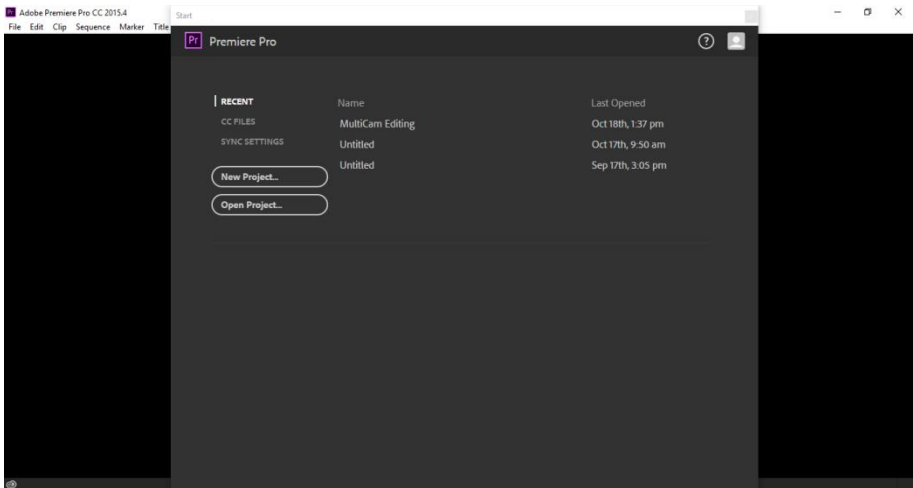 Pr Adobe Premiere Pro CC 2015.4
File Edit Clip Sequence Marker Title
Start
Pr Premiere Pro ?
RECENT
CC FILES
SYNC SETTINGS
New Project...
Open Project...
Name Last Opened
MultiCam Editing Oct 18th, 1:37 pm
Untitled Oct 17th, 9:50 am
Untitled Sep 17th, 3:05 pm